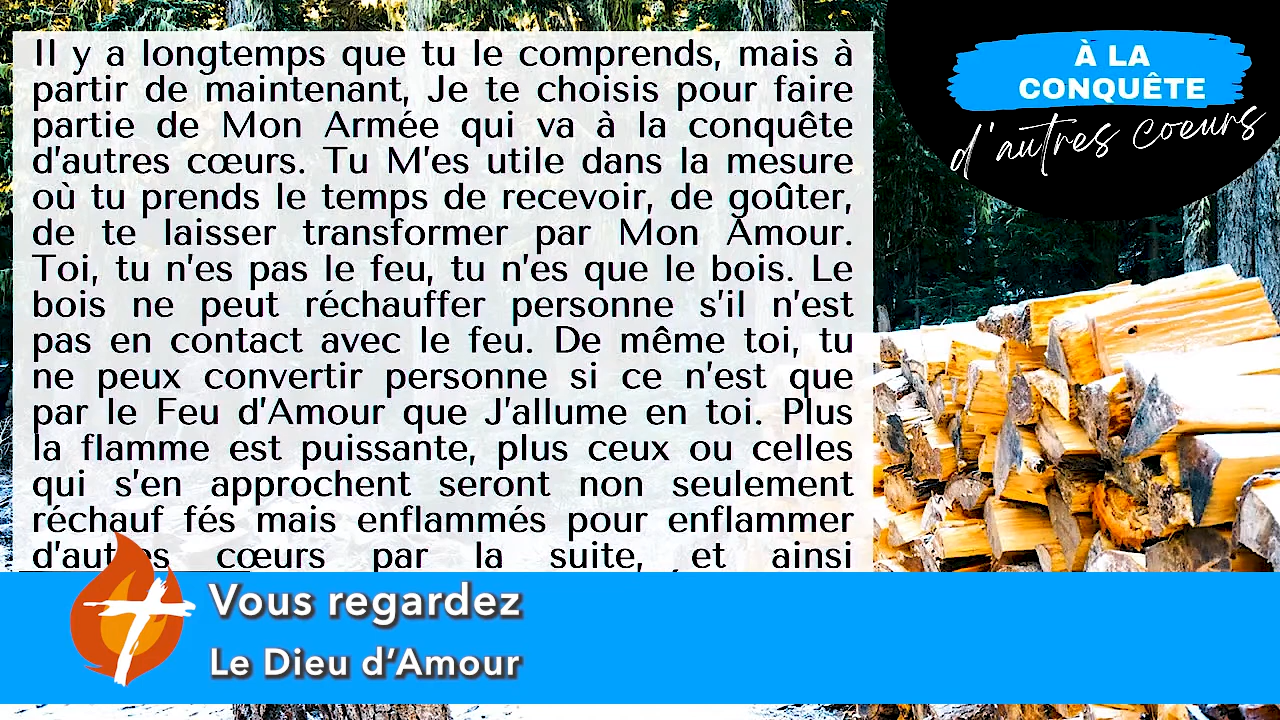 Il y a longtemps que tu le comprends, mais à
partir de maintenant, Je te choisis pour faire
partie de Mon Armée qui va à la conquête
d'autres cœurs. Tu M'es utile dans la mesure
où tu prends le temps de recevoir, de goûter,
de te laisser transformer par Mon Amour.
Toi, tu n'es pas le feu, tu n'es que le bois. Le
bois ne peut réchauffer personne s'il n'est
pas en contact avec le feu. De même toi, tu
ne peux convertir personne si ce n'est que
par le Feu d'Amour que J'allume en toi. Plus
la flamme est puissante, plus ceux ou celles
qui s'en approchent seront non seulement
réchauf fés mais enflammés pour enflammer
d'autres cœurs par la suite, et ainsi
À LA
CONQUÊTE
d'autres coeurs
Vous regardez
Le Dieu d'Amour